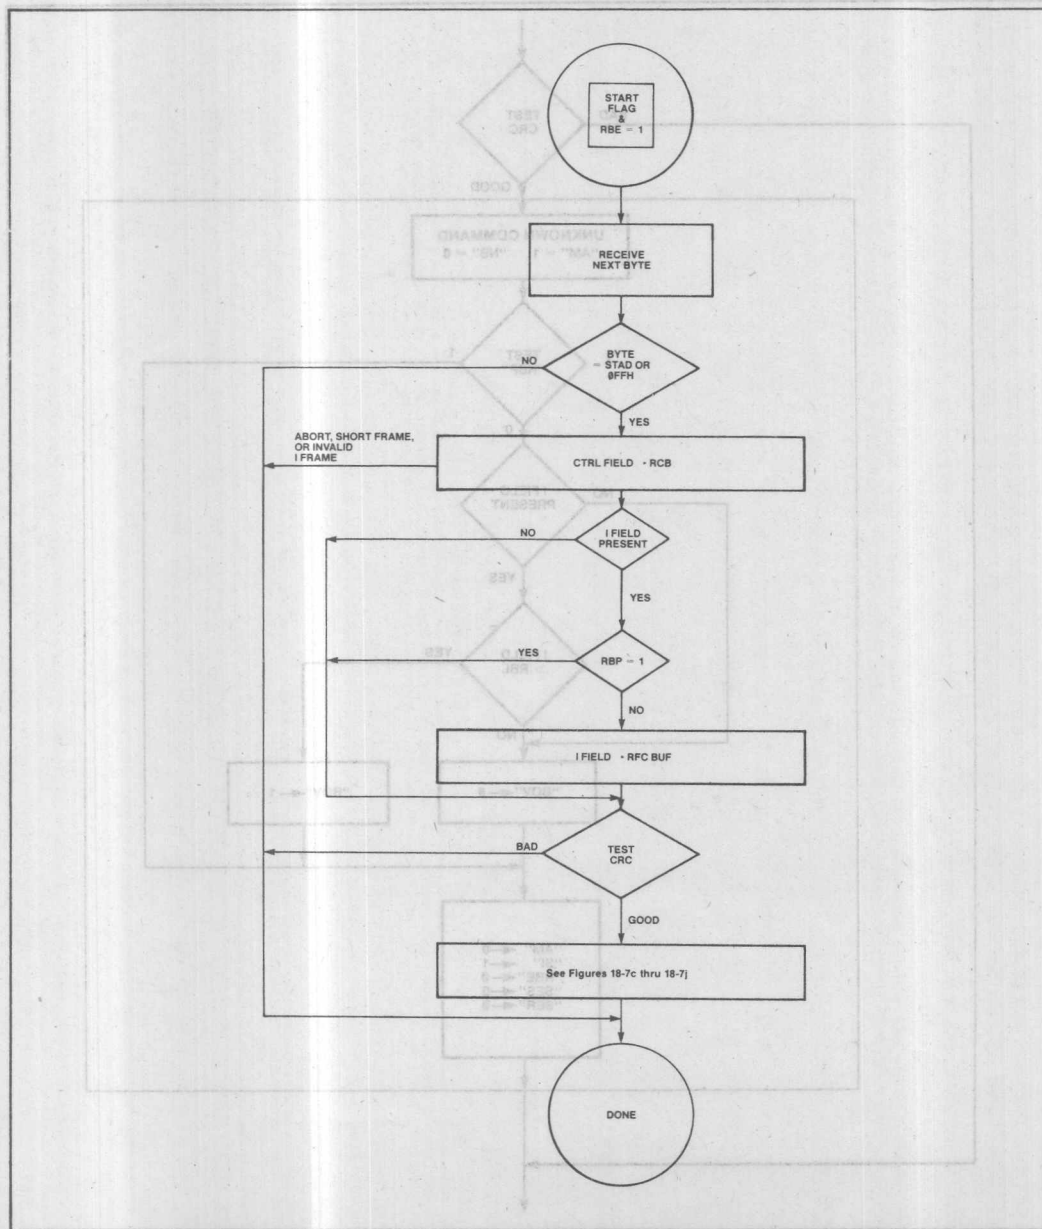 START
FLAG
&
RBE = 1
RECEIVE
NEXT BYTE
BYTE
= STAD OR
0FFH
NO
YES
ABORT, SHORT FRAME,
OR INVALID
I FRAME
CTRL FIELD - RCB
NO
I FIELD
PRESENT
YES
YES
RBP = 1
NO
I FIELD - RFC BUF
BAD
TEST
CRC
GOOD
See Figures 18-7c thru 18-7j
DONE